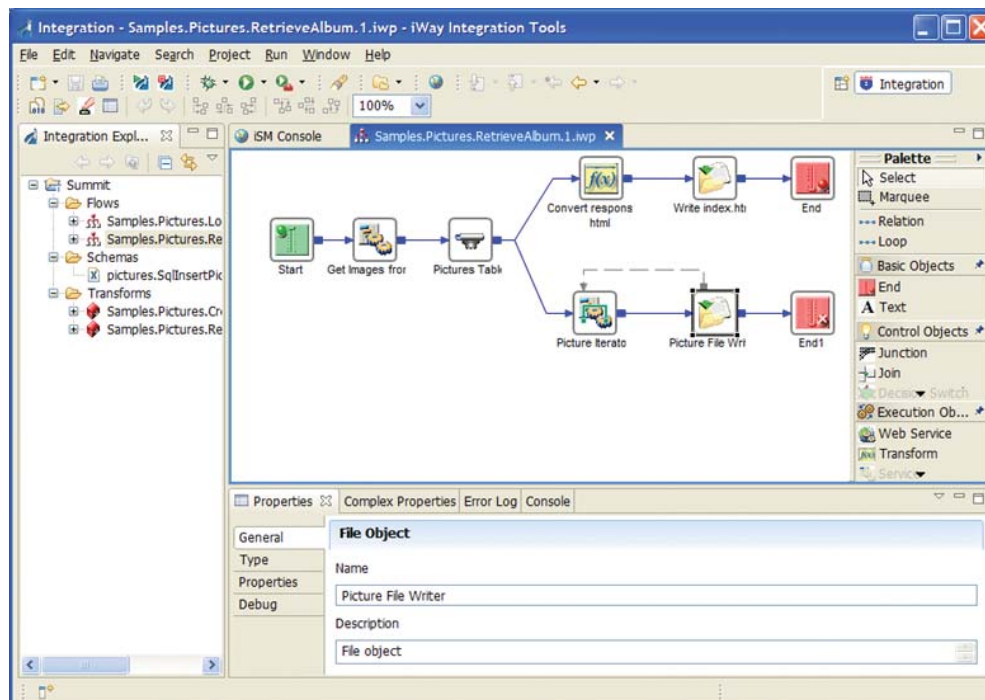 Integration - Samples.Pictures.RetrieveAlbum.1.iwp - iWay Integration Tools
File Edit Navigate Search Project Run Window Help
100%
Integration
Integration Expl...
iSM Console
Samples.Pictures.RetrieveAlbum.1.iwp
Summit
Flows
Samples.Pictures.Lo
Samples.Pictures.Re
Schemas
pictures.SqlInsertPic
Transforms
Samples.Pictures.Cr
Samples.Pictures.Re
f(x)
Convert respons
html
Write index.ht
End
Start
Get Images fror
Pictures Table
Picture Iterato
Picture File Wri
End1
Palette
Select
Marquee
Relation
Loop
Basic Objects
End
A Text
Control Objects
Junction
Join
Switch
Execution Ob...
Web Service
Transform
Service
Properties
Complex Properties
Error Log
Console
General
Type
Properties
Debug
File Object
Name
Picture File Writer
Description
File object